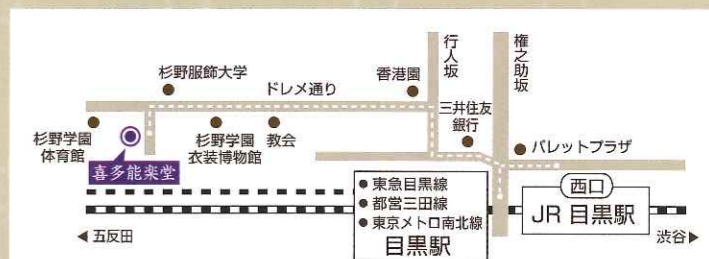 杉野服飾大学
ドレメ通り
香港園
行人坂
権之助坂
三井住友
銀行
パレットプラザ
杉野学園
体育館
喜多能楽堂
杉野学園
衣装博物館
教会
●東急目黒線
●都営三田線
●東京メトロ南北線
目黒駅
西口
JR 目黒駅
◀五反田
渋谷▶